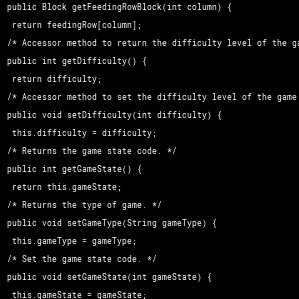 public Block getFeedingRowBlock(int column) {
return feedingRow[column];
/* Accessor method to return the difficulty level of the
public int getDifficulty() {
return difficulty;
/* Accessor method to set the difficulty level of the game
public void setDifficulty(int difficulty) {
this.difficulty = difficulty;
/* Returns the game state code. */
public int getGameState() {
return this.gameState;
/* Returns the type of game. */
public void setGameType(String gameType) {
this.gameType = gameType;
/* Set the game state code. */
public void setGameState(int gameState) {
this.gameState = gameState;